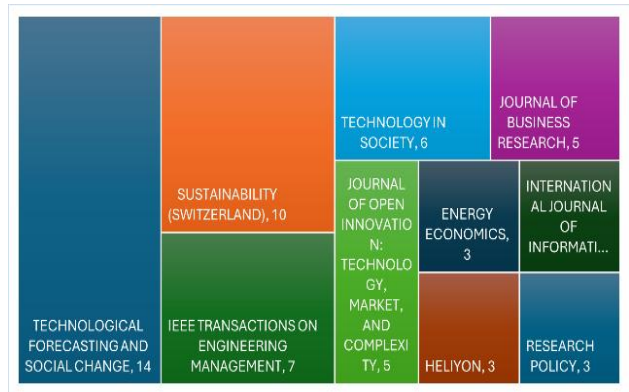 TECHNOLOGICAL
FORECASTING AND
SOCIAL CHANGE, 14
SUSTAINABILITY
(SWITZERLAND), 10
IEEE TRANSACTIONS ON
ENGINEERING
MANAGEMENT, 7
TECHNOLOGY IN
SOCIETY, 6
JOURNAL OF
BUSINESS
RESEARCH, 5
JOURNAL
OF OPEN
INNOVATIO
N:
TECHNOLO
GY,
MARKET,
AND
COMPLEXI
TY, 5
ENERGY
ECONOMICS,
3
INTERNATION
AL JOURNAL
OF
INFORMATI...
HELIYON, 3
RESEARCH
POLICY, 3